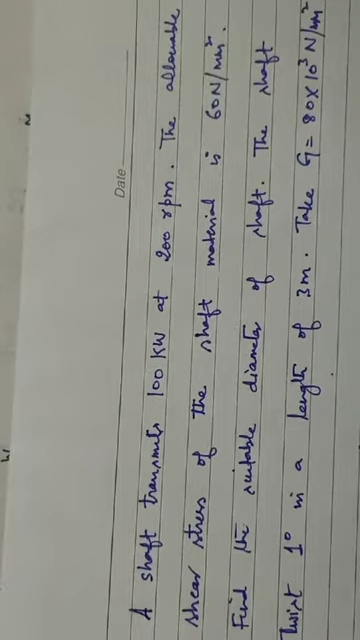 Date
A shaft transmits 100 KW at 200 rpm. The allowable
shear stress of the shaft material is 60 N/mm².
Find the suitable diameter of shaft. The shaft
twist 1° in a length of 3m. Take G = 80 X 10³ N/mm²